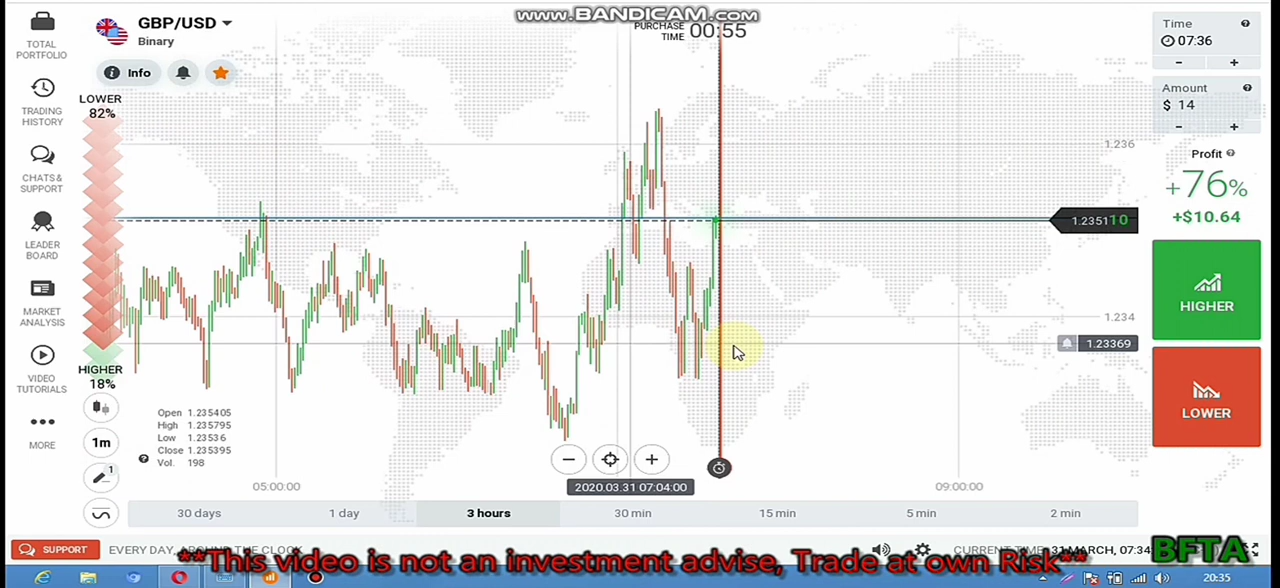 www.BANDICAM.com
GBP/USD
Binary
Info
PURCHASE
TIME
00:55
Time
07:36
-
+
Amount
$ 14
-
+
Profit
+76%
+$10.64
HIGHER
LOWER
TOTAL
PORTFOLIO
TRADING
HISTORY
CHATS &
SUPPORT
LEADER
BOARD
MARKET
ANALYSIS
VIDEO
TUTORIALS
MORE
LOWER
82%
HIGHER
18%
1m
1
Open 1.235405
High 1.235795
Low 1.23536
Close 1.235395
Vol. 198
1.236
1.235110
1.234
1.23369
2020.03.31 07:04:00
05:00:00
09:00:00
30 days
1 day
3 hours
30 min
15 min
5 min
2 min
SUPPORT
EVERY DAY, AROUND THE CLOCK
CURRENT TIME: 31 MARCH, 07:34
BFTA
**This video is not an investment advise, Trade at own Risk**
20:35